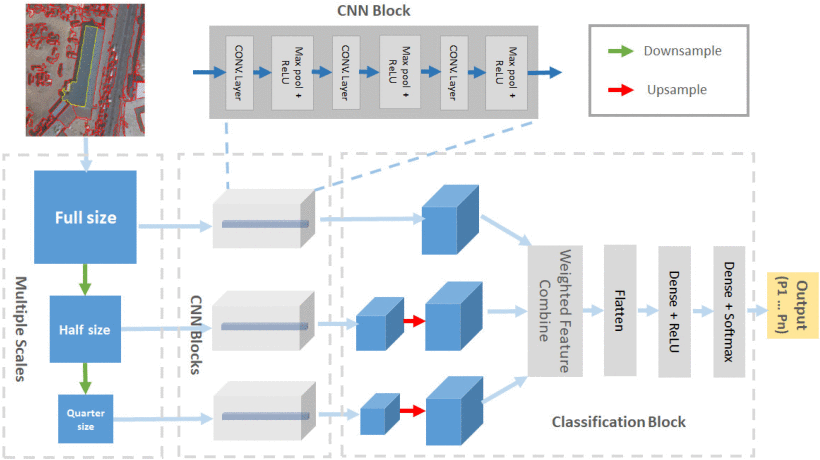 CNN Block
CONV. Layer
Max pool +
ReLU
CONV. Layer
Max pool +
ReLU
CONV. Layer
Max pool +
ReLU
Downsample
Upsample
Multiple Scales
Full size
Half size
Quarter
size
CNN Blocks
Weighted Feature
Combine
Flatten
Dense + ReLU
Dense + Softmax
Output
(P1 ... Pn)
Classification Block